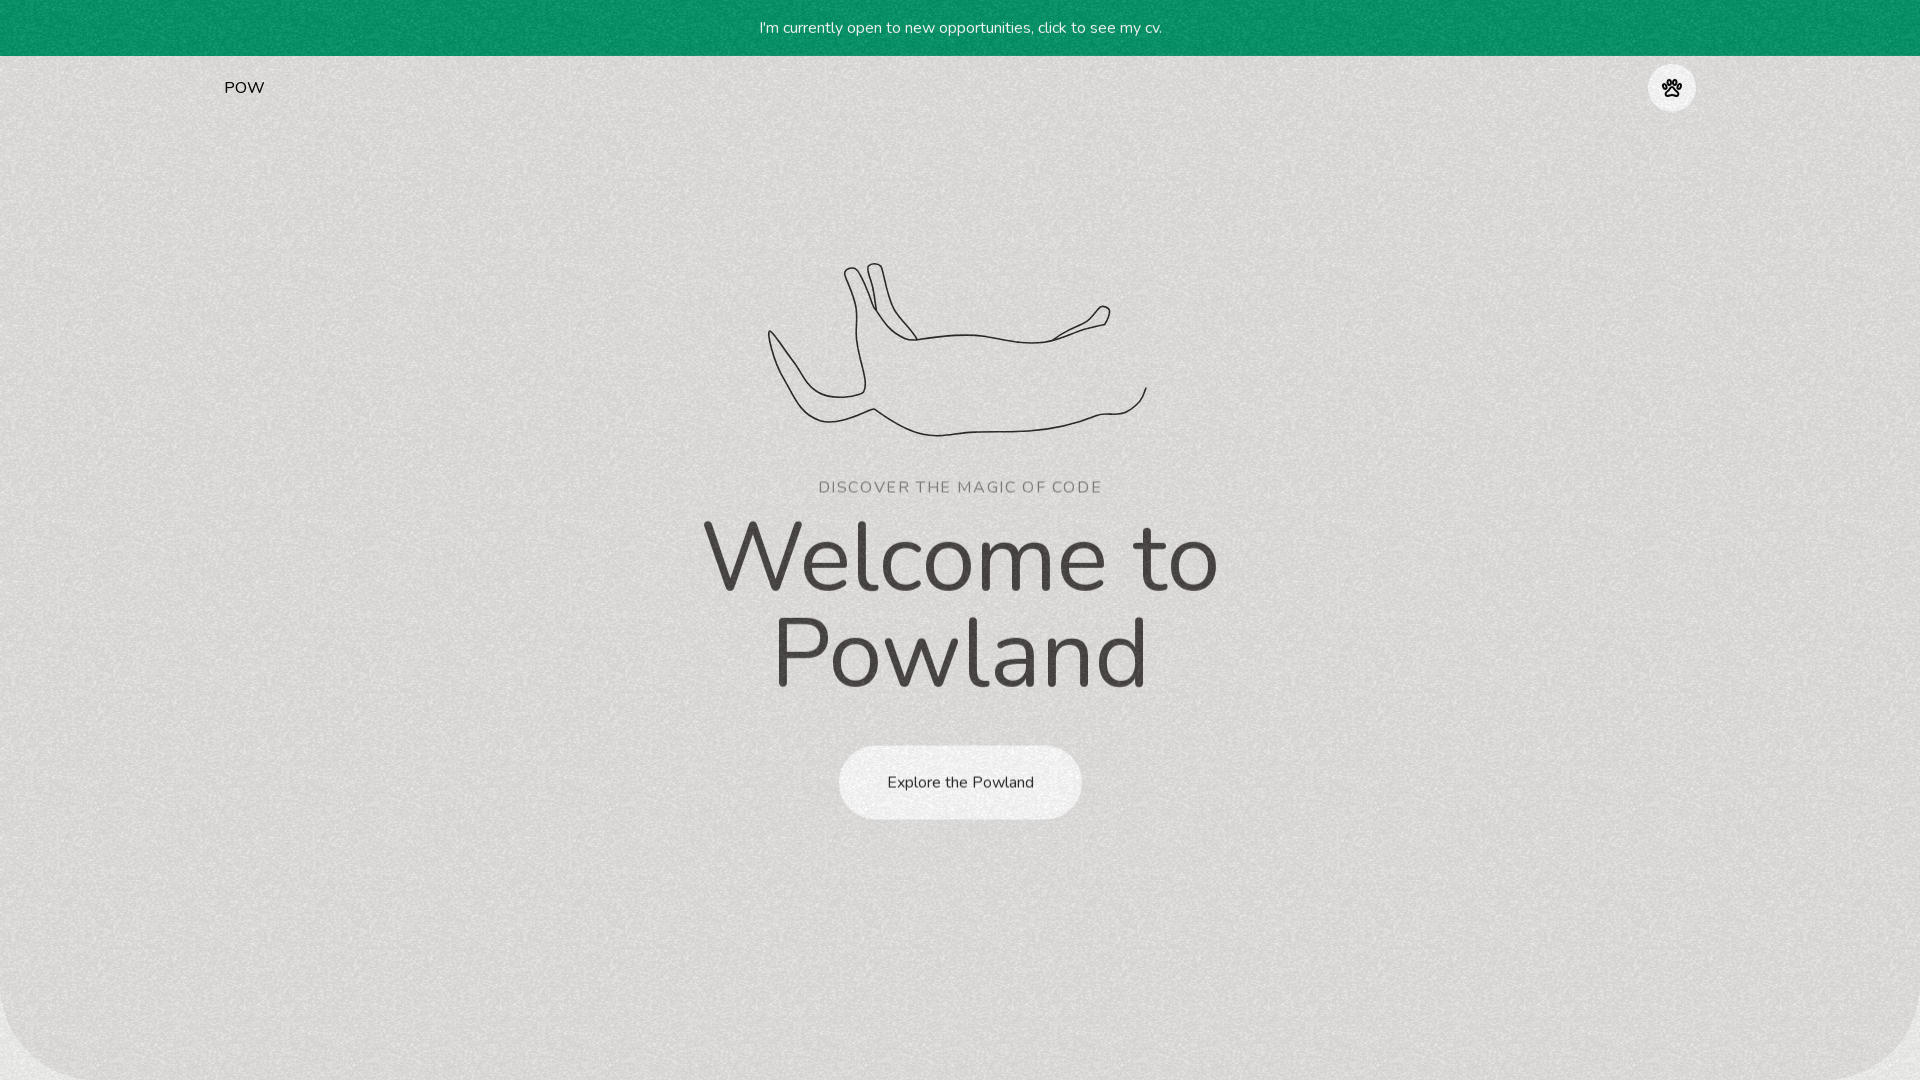 I'm currently open to new opportunities, click to see my cv.
POW
DISCOVER THE MAGIC OF CODE
Welcome to
Powland
Explore the Powland